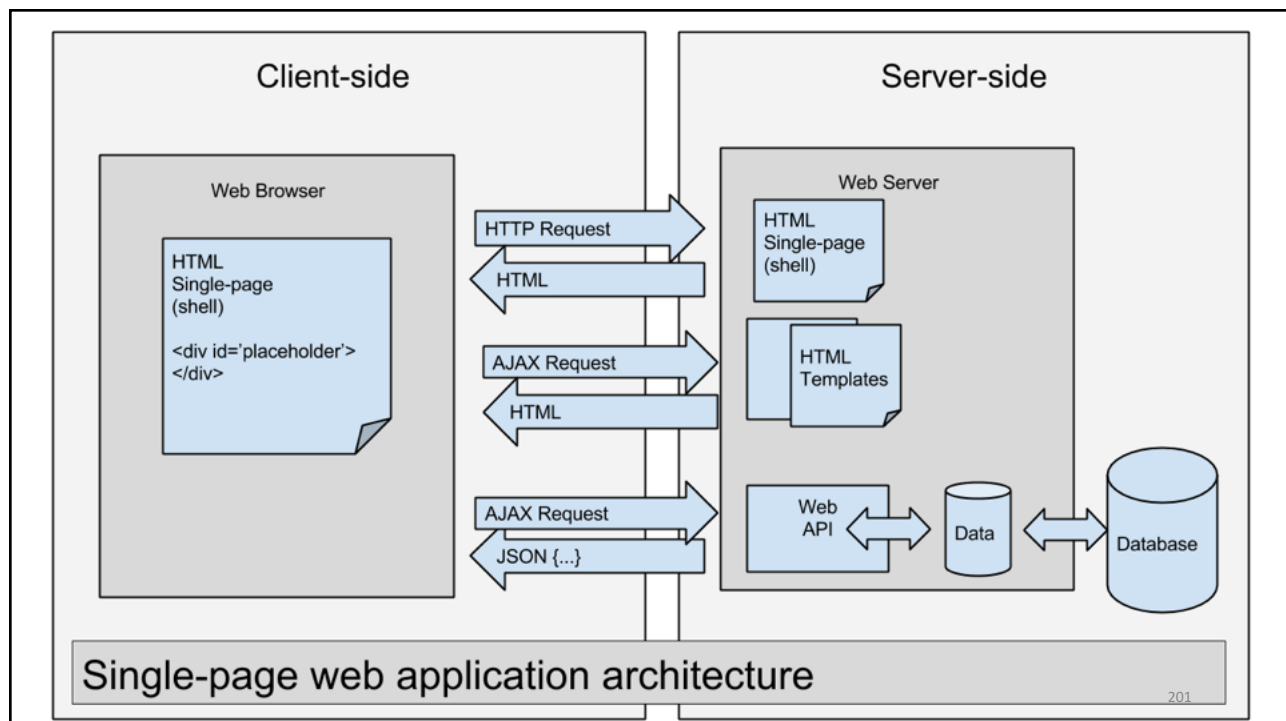 Client-side
Server-side
Web Browser
HTML
Single-page
(shell)
<div id='placeholder'>
</div>
HTTP Request
HTML
AJAX Request
HTML
AJAX Request
JSON {...}
Web Server
HTML
Single-page
(shell)
HTML
Templates
Web
API
Data
Database
Single-page web application architecture
201